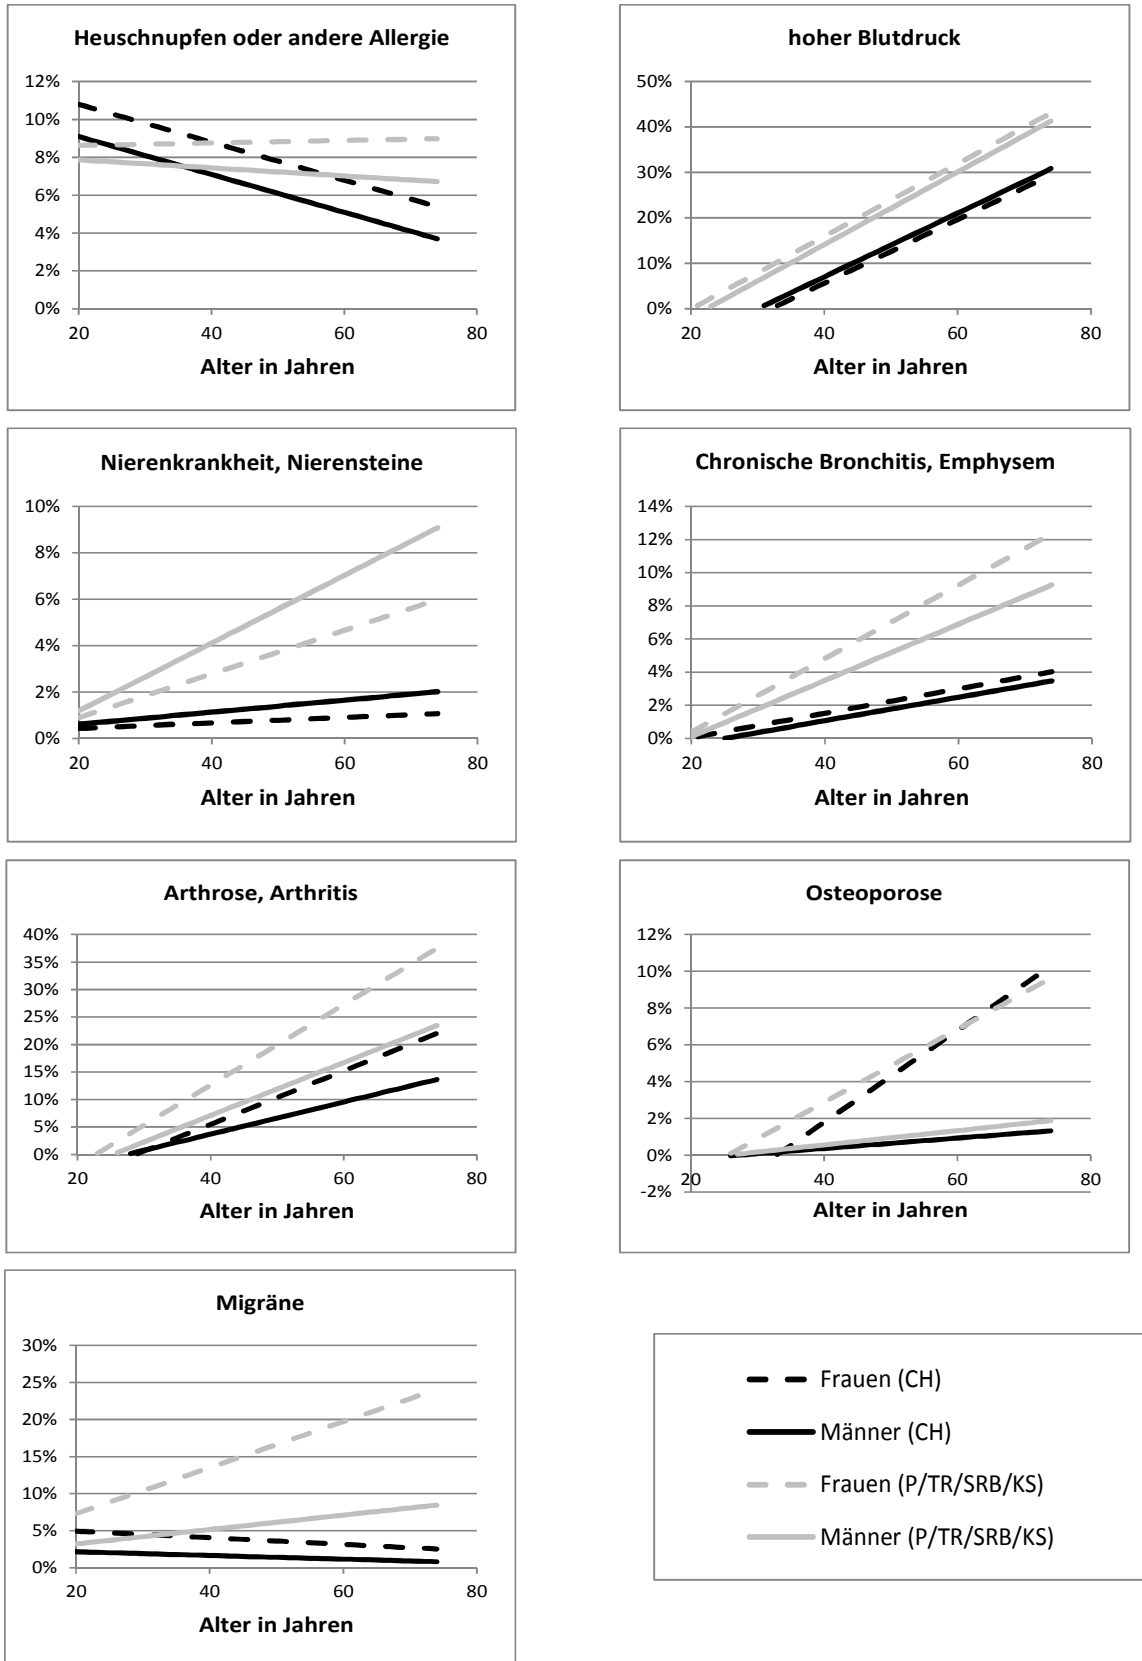 Heuschnupfen oder andere Allergie
12%
10%
8%
6%
4%
2%
0%
20 40 60 80
Alter in Jahren
hoher Blutdruck
50%
40%
30%
20%
10%
0%
20 40 60 80
Alter in Jahren
Nierenkrankheit, Nierensteine
10%
8%
6%
4%
2%
0%
20 40 60 80
Alter in Jahren
Chronische Bronchitis, Emphysem
14%
12%
10%
8%
6%
4%
2%
0%
20 40 60 80
Alter in Jahren
Arthrose, Arthritis
40%
35%
30%
25%
20%
15%
10%
5%
0%
20 40 60 80
Alter in Jahren
Osteoporose
12%
10%
8%
6%
4%
2%
0%
-2%
20 40 60 80
Alter in Jahren
Migräne
30%
25%
20%
15%
10%
5%
0%
20 40 60 80
Alter in Jahren
Frauen (CH)
Männer (CH)
Frauen (P/TR/SRB/KS)
Männer (P/TR/SRB/KS)